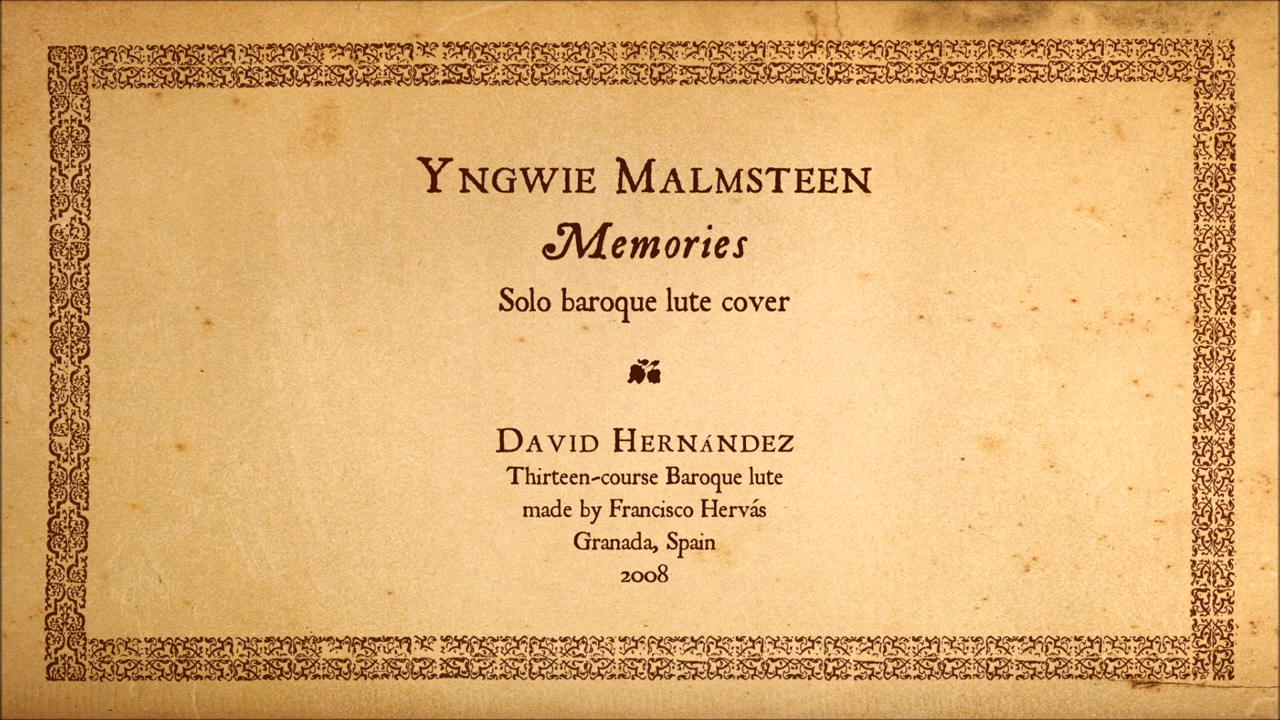 Yngwie Malmsteen
Memories
Solo baroque lute cover
David Hernández
Thirteen-course Baroque lute
made by Francisco Hervás
Granada, Spain
2008